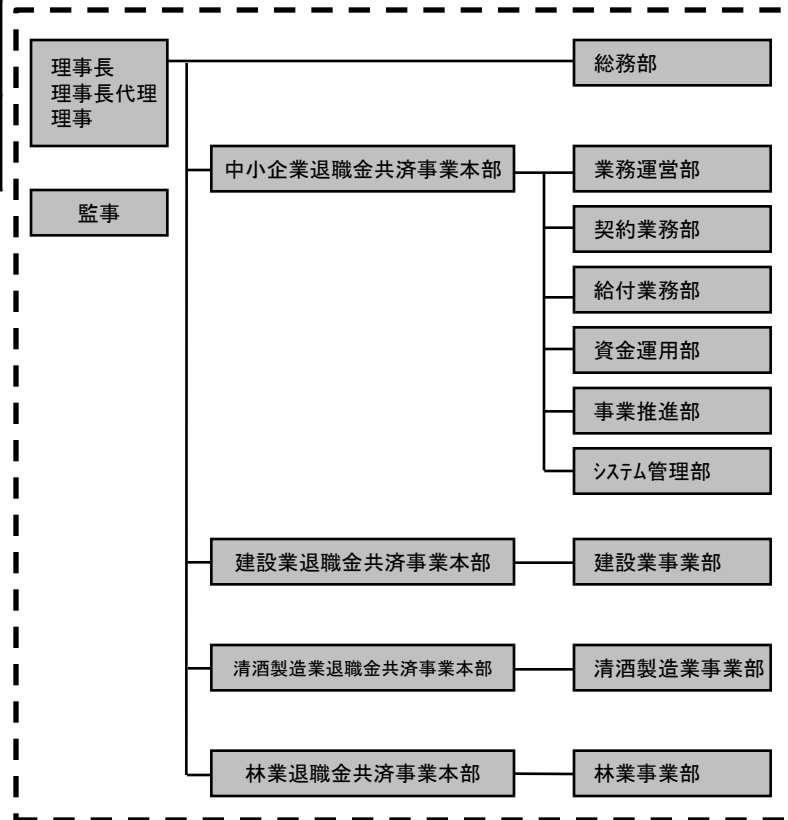 理事長
理事長代理
理事
総務部
監事
中小企業退職金共済事業本部
業務運営部
契約業務部
給付業務部
資金運用部
事業推進部
ｼｽﾃﾑ管理部
建設業退職金共済事業本部
建設業事業部
清酒製造業退職金共済事業本部
清酒製造業事業部
林業退職金共済事業本部
林業事業部